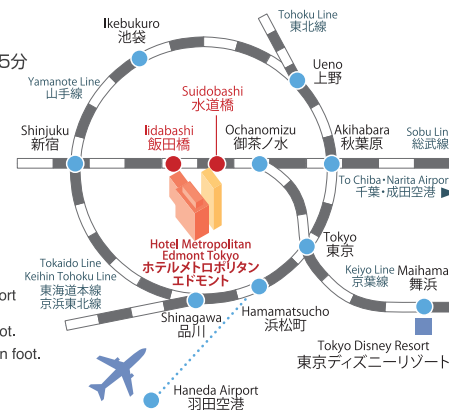 Tohoku Line
東北線
Ikebukuro
池袋
5分
Ueno
上野
Yamanote Line
山手線
Suidobashi
水道橋
Shinjuku
新宿
Iidabashi
飯田橋
Ochanomizu
御茶ノ水
Akihabara
秋葉原
Sobu Lin
総武線
To Chiba・Narita Airport
千葉・成田空港
Hotel Metropolitan
Edmont Tokyo
ホテルメトロポリタン
エドモント
Tokyo
東京
Tokaido Line
Keihin Tohoku Line
東海道本線
京浜東北線
Keiyo Line
京葉線
Maihama
舞浜
ort
ot.
n foot.
Shinagawa
品川
Hamamatsucho
浜松町
Tokyo Disney Resort
東京ディズニーリゾート
Haneda Airport
羽田空港